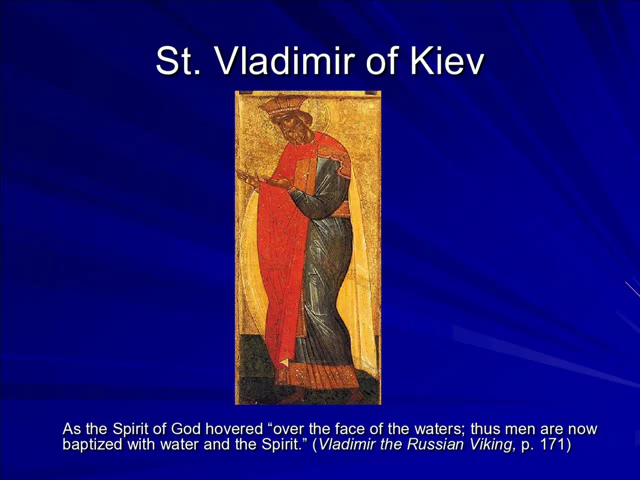 St. Vladimir of Kiev
As the Spirit of God hovered “over the face of the waters; thus men are now
baptized with water and the Spirit.” (Vladimir the Russian Viking, p. 171)